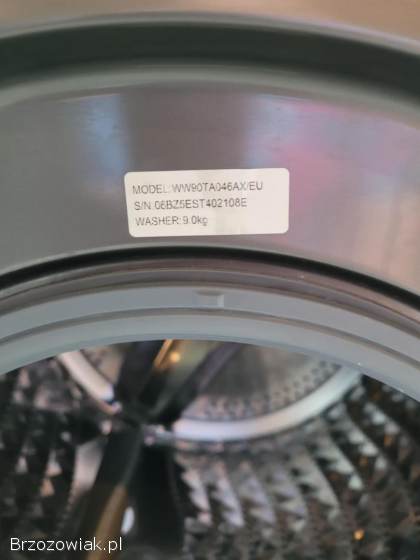 MODEL: WW90TA046AX/EU
S/N 06BZ5EST402108E
WASHER: 9.0kg
Brzozowiak.pl